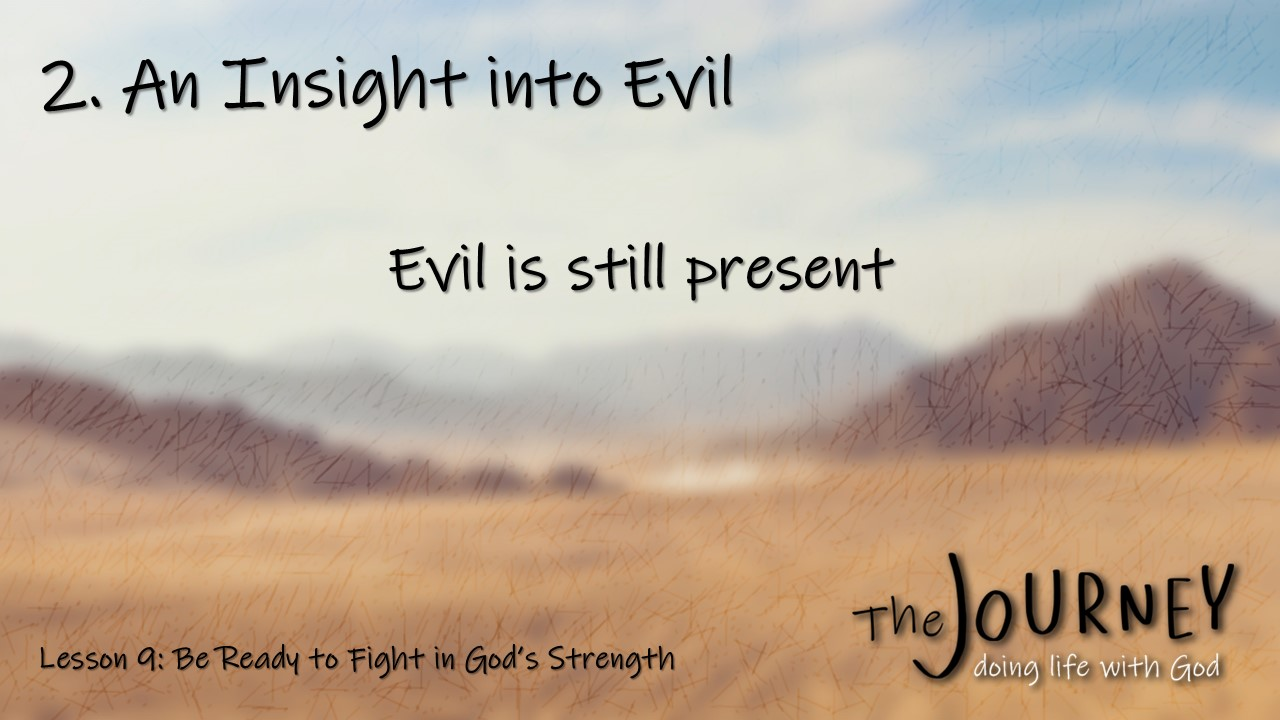 2. An Insight into Evil
Evil is still present
Lesson 9: Be Ready to Fight in God's Strength
The JOURNEY
doing life with God